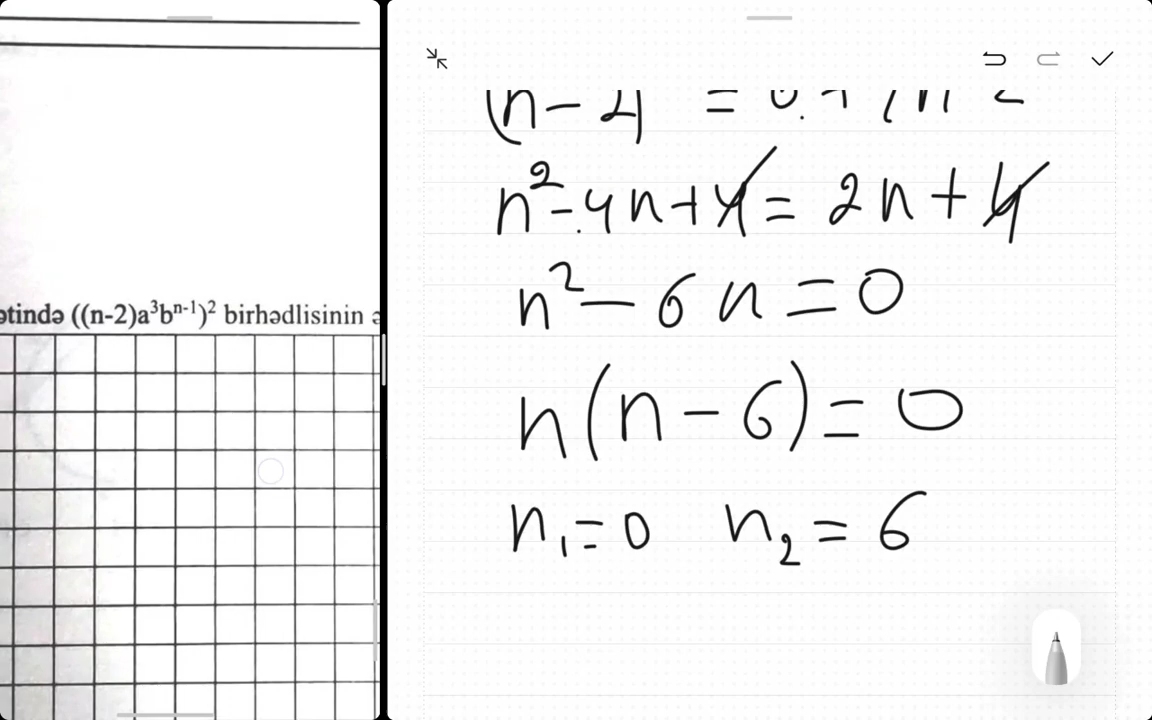 ətində ((n-2)a³bⁿ⁻¹)² birhədlisinin ə
n² - 4n + 4 = 2n + 4
n² - 6n = 0
n(n - 6) = 0
n₁ = 0 n₂ = 6